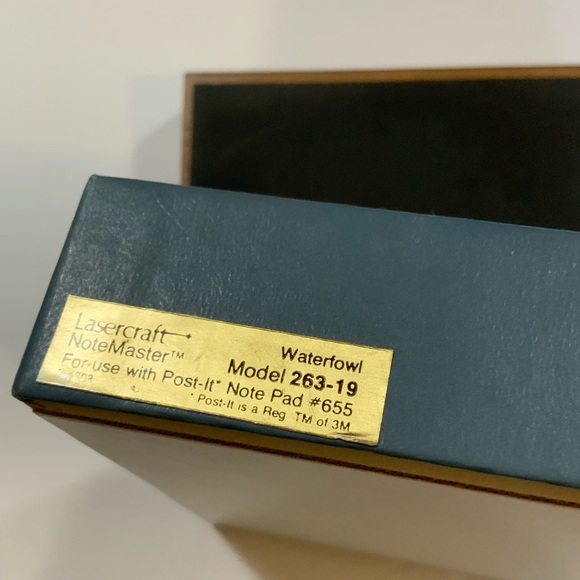 Lasercraft
NoteMaster™ Waterfowl
Model 263-19
For use with Post-It* Note Pad #655
* Post-It is a Reg. TM of 3M